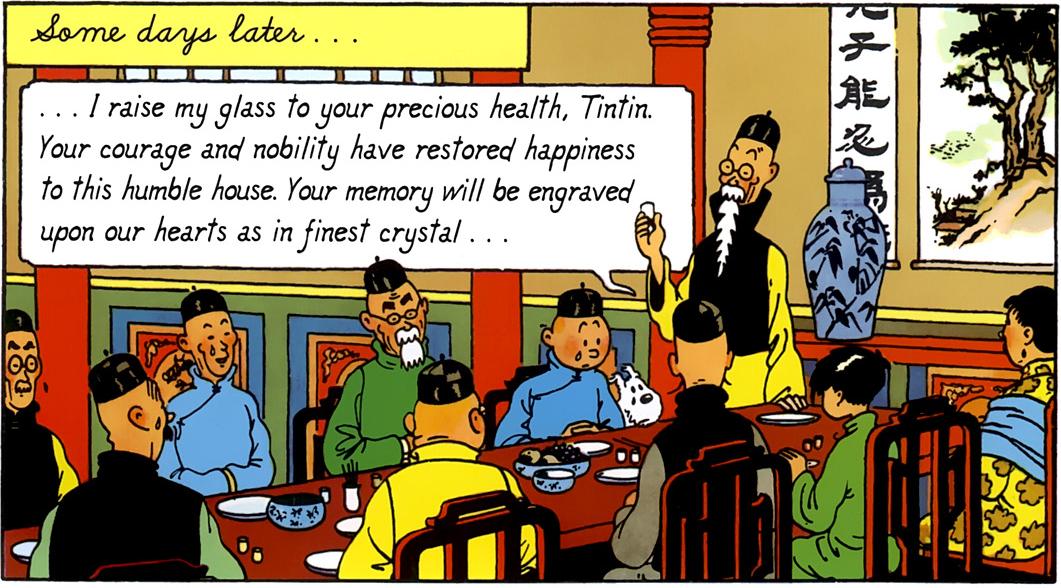 Some days later...
... I raise my glass to your precious health, Tintin.
Your courage and nobility have restored happiness
to this humble house. Your memory will be engraved
upon our hearts as in finest crystal ...
子能忍